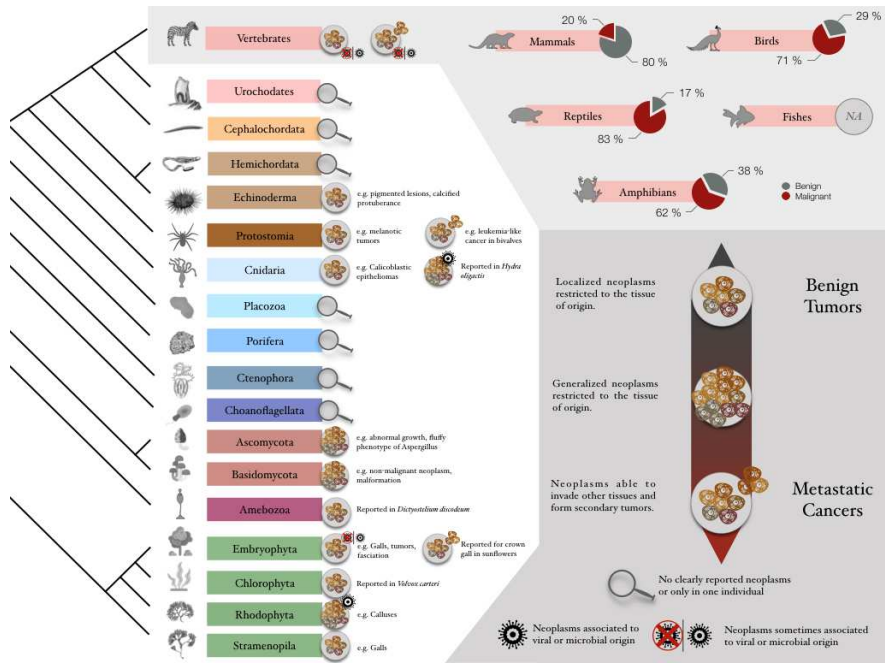 Vertebrates
20 %
Mammals
80 %
29 %
Birds
71 %
Urochodates
17 %
Reptiles
83 %
Fishes
NA
Cephalochordata
Hemichordata
38 %
Amphibians
62 %
Benign
Malignant
Echinoderma
e.g. pigmented lesions, calcified
protuberance
Protostomia
e.g. melanotic
tumors
e.g. leukemia-like
cancer in bivalves
Cnidaria
e.g. Calicoblastic
epitheliomas
Reported in Hydra
oligactis
Placozoa
Porifera
Ctenophora
Choanoflagellata
Ascomycota
e.g. abnormal growth, fluffy
phenotype of Aspergillus
Basidomycota
e.g. non-malignant neoplasm,
malformation
Amebozoa
Reported in Dictyostelium discodeum
Embryophyta
e.g. Galls, tumors,
fasciation
Reported for crown
gall in sunflowers
Chlorophyta
Reported in Volvox carteri
Rhodophyta
e.g. Calluses
Stramenopila
e.g. Galls
Localized neoplasms
restricted to the tissue
of origin.
Benign
Tumors
Generalized neoplasms
restricted to the tissue
of origin.
Neoplasms able to
invade other tissues and
form secondary tumors.
Metastatic
Cancers
No clearly reported neoplasms
or only in one individual
Neoplasms associated to
viral or microbial origin
Neoplasms sometimes associated
to viral or microbial origin